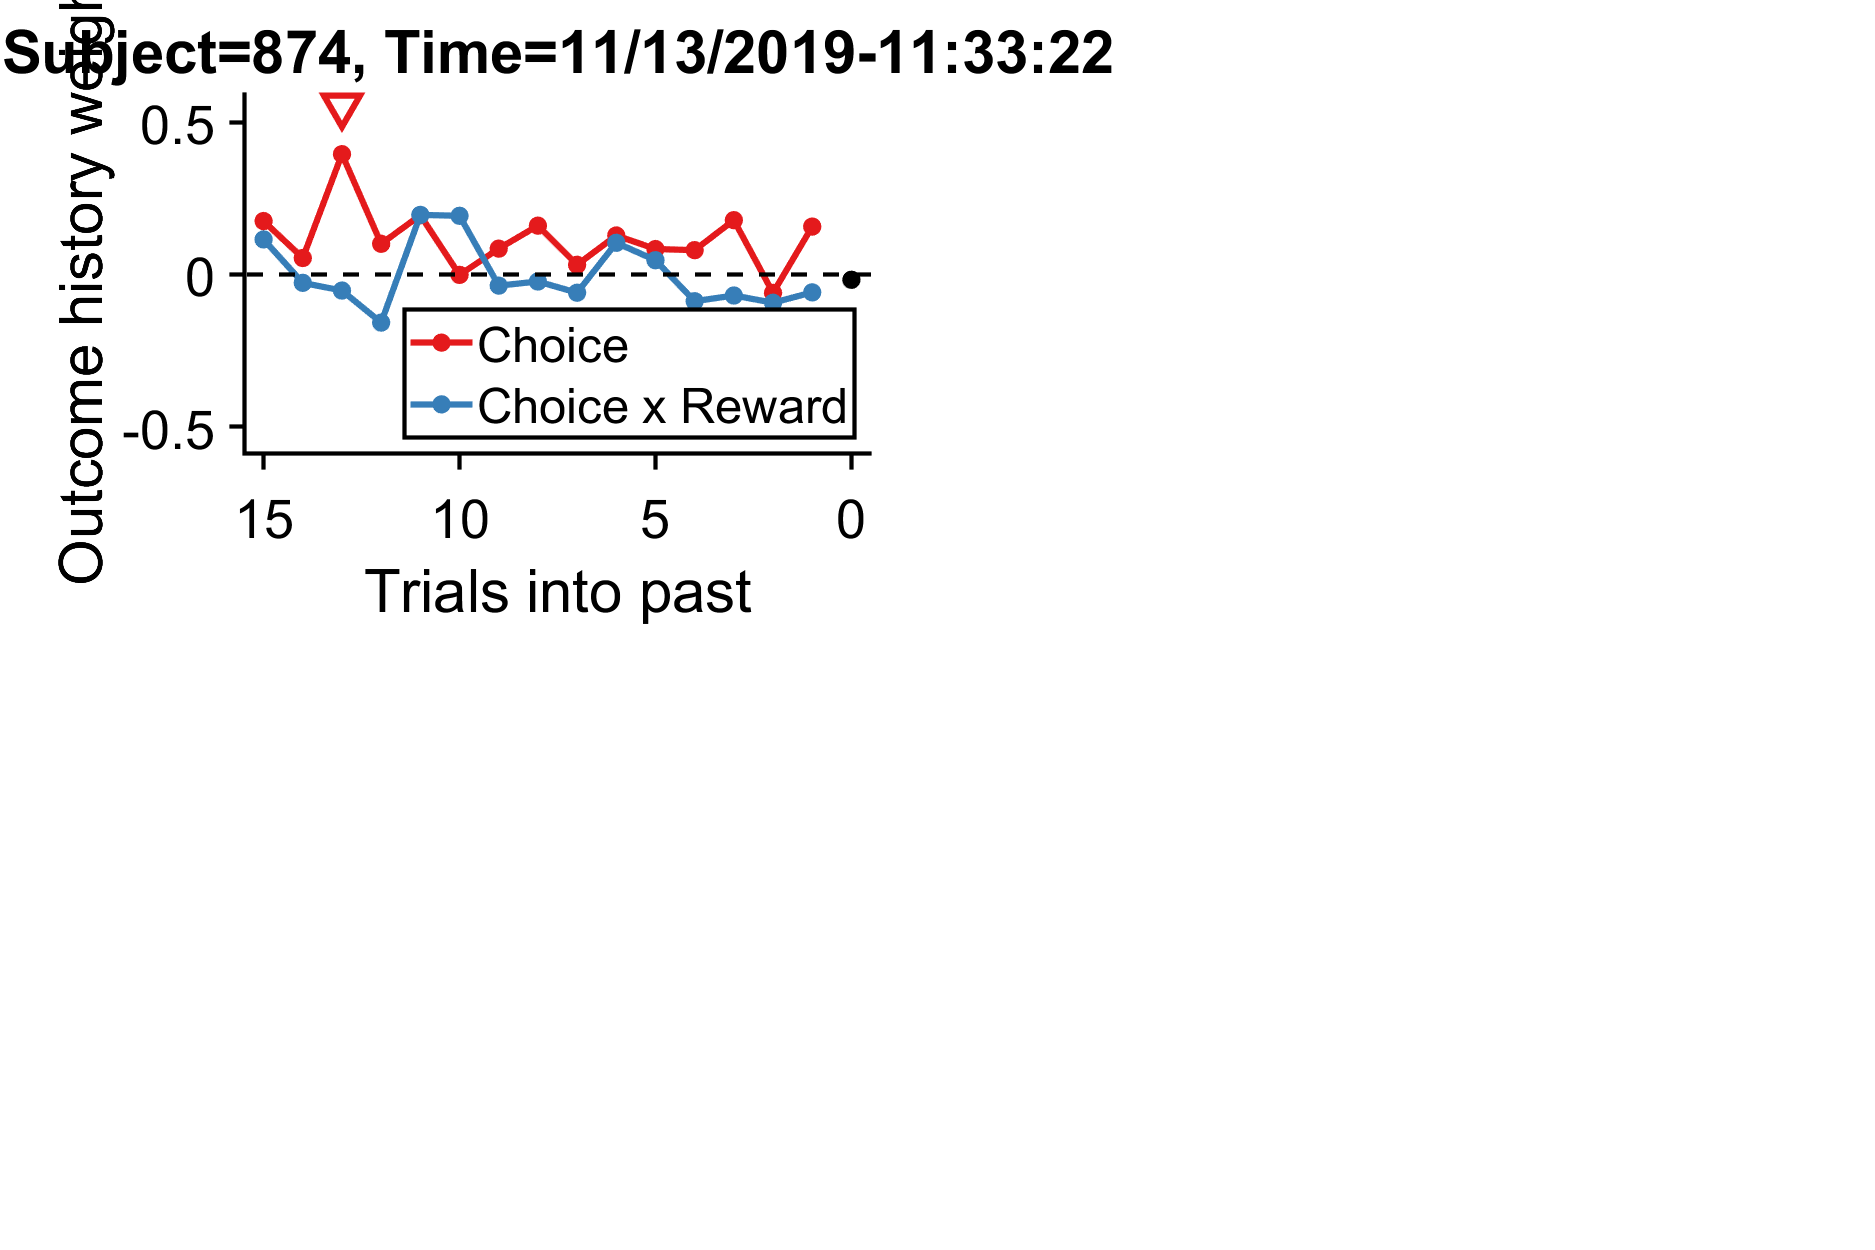 Subject=874, Time=11/13/2019-11:33:22
Outcome history
0.5
0
-0.5
Choice
Choice x Reward
15 10 5 0
Trials into past